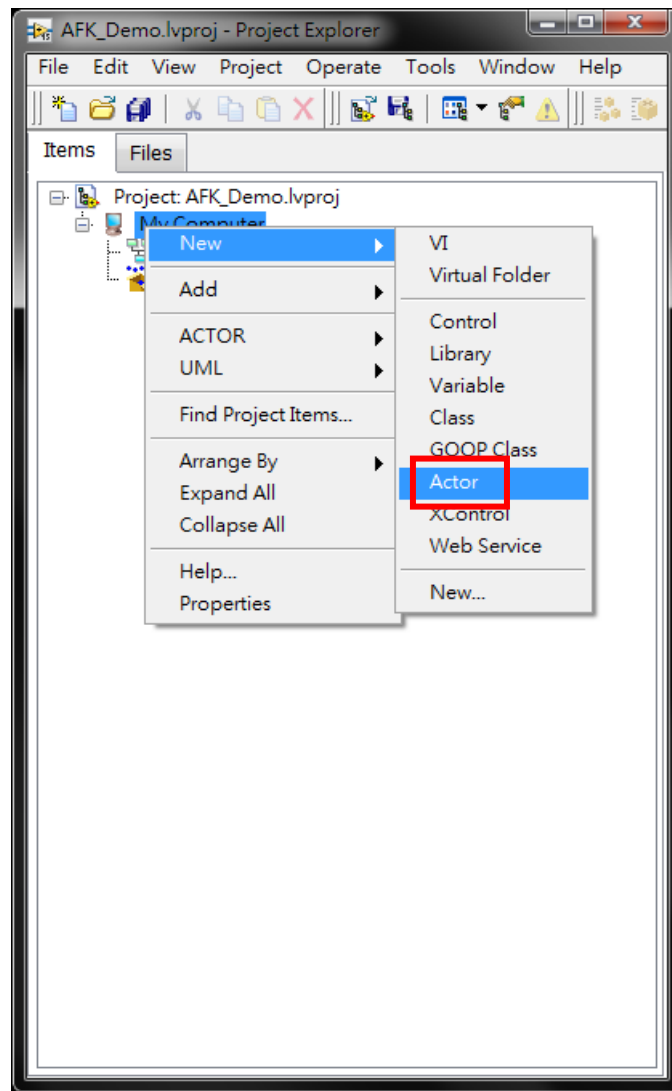 AFK_Demo.lvproj - Project Explorer
File Edit View Project Operate Tools Window Help
Items Files
Project: AFK_Demo.lvproj
My Computer
New
Add
ACTOR
UML
Find Project Items...
Arrange By
Expand All
Collapse All
Help...
Properties
VI
Virtual Folder
Control
Library
Variable
Class
GOOP Class
Actor
XControl
Web Service
New...